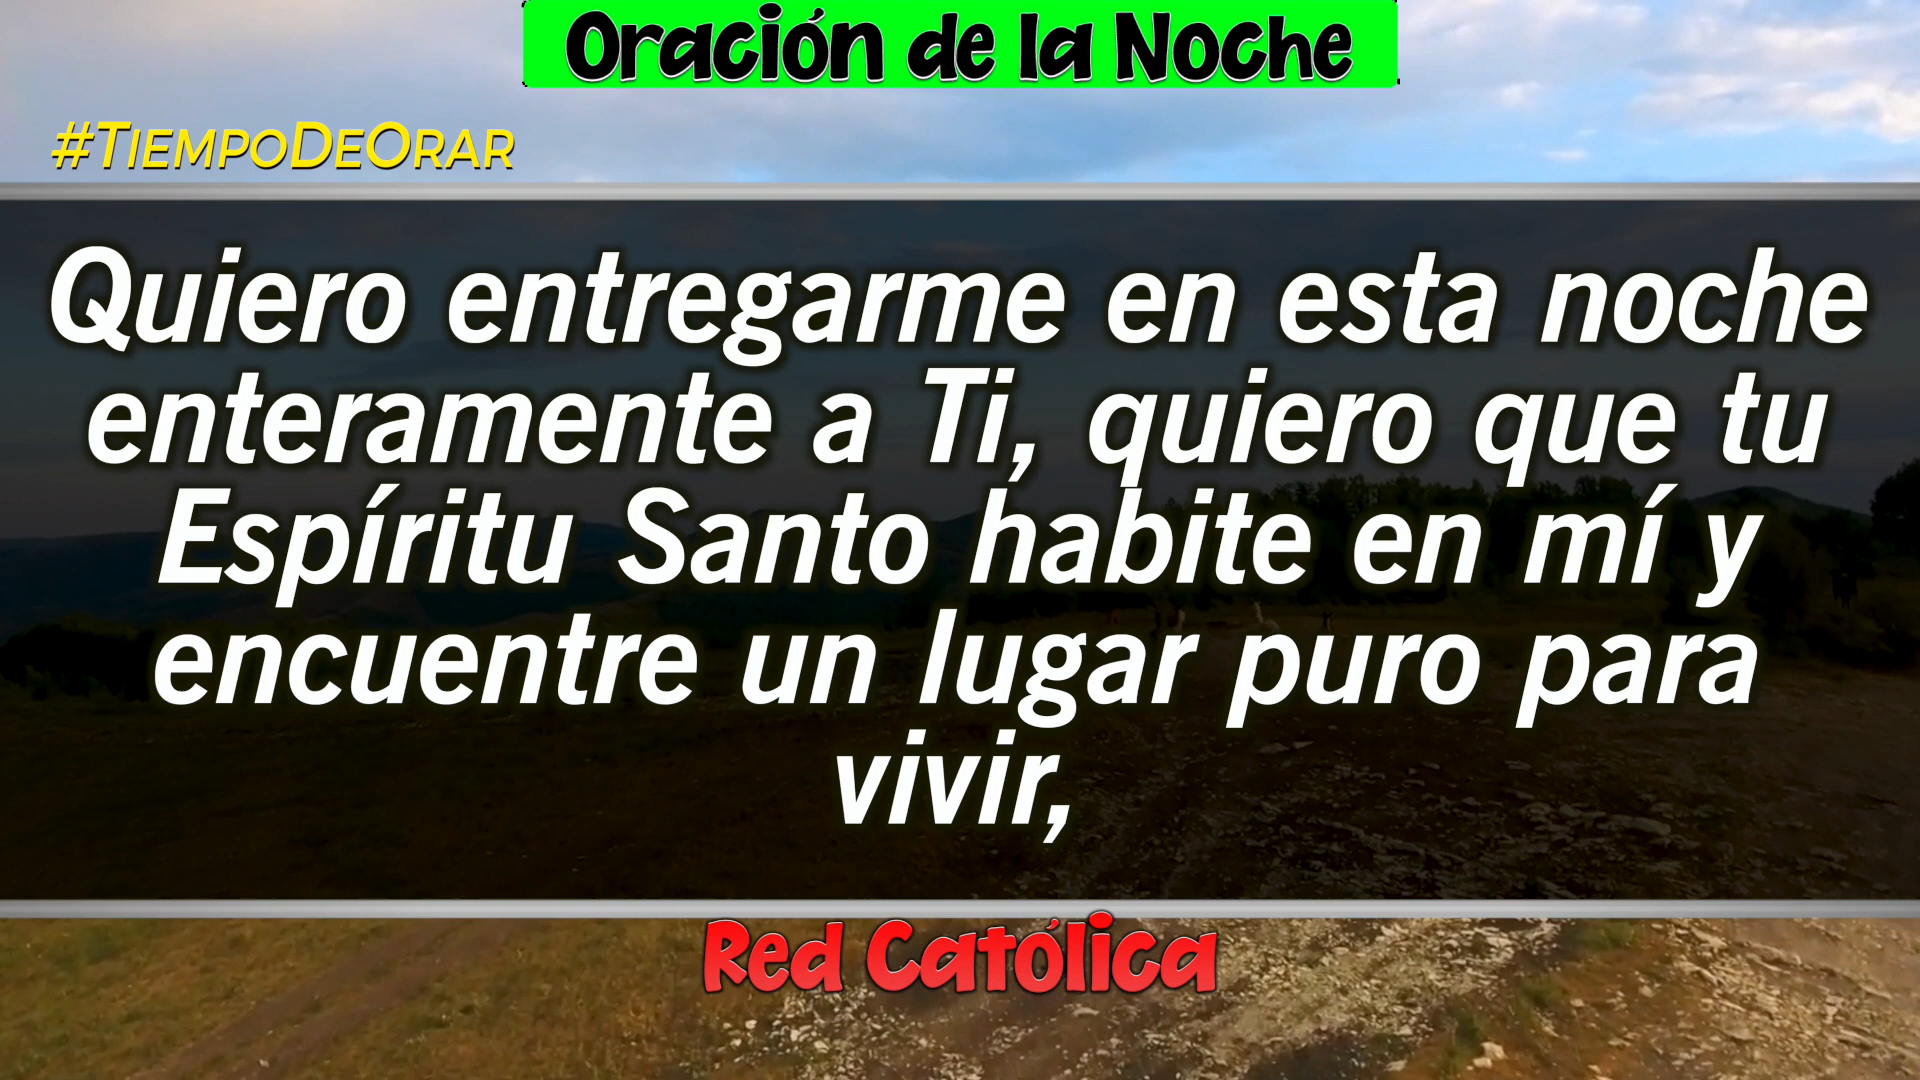 Oración de la Noche
#TiempoDeOrar
Quiero entregarme en esta noche
enteramente a Ti, quiero que tu
Espíritu Santo habite en mí y
encuentre un lugar puro para
vivir,
Red Católica